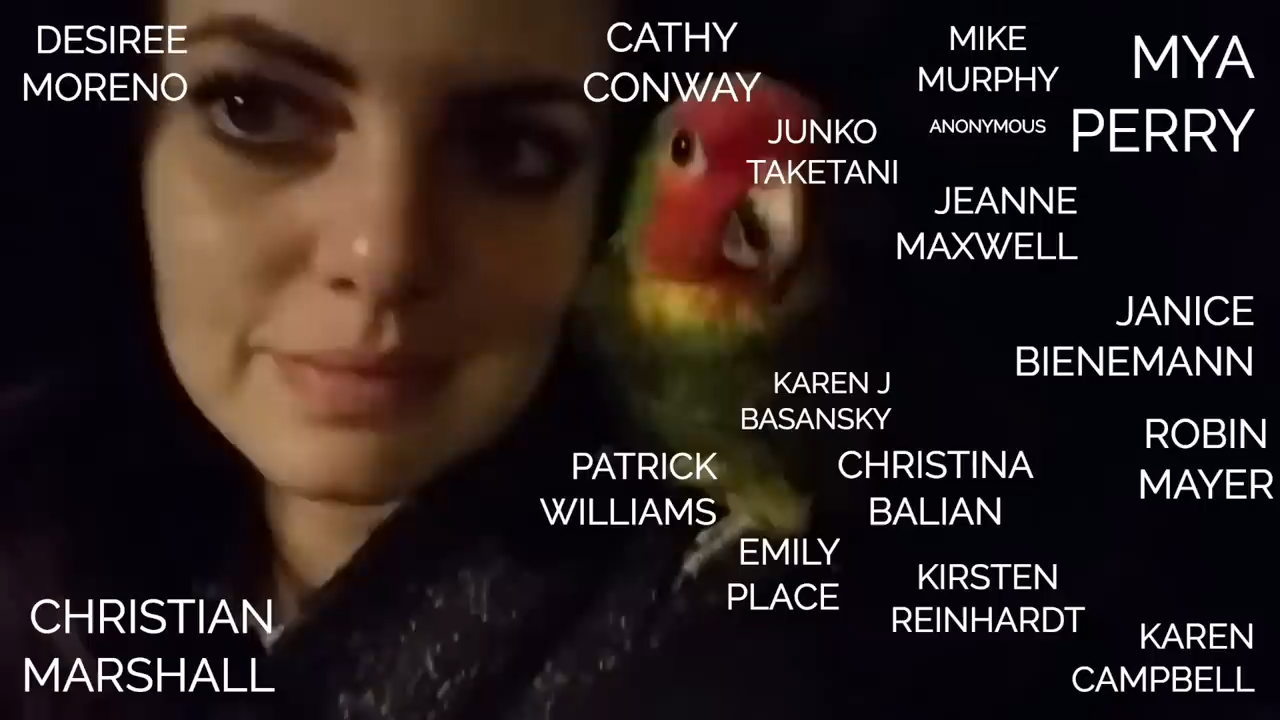 DESIREE
MORENO
CATHY
CONWAY
MIKE
MURPHY
MYA
PERRY
ANONYMOUS
JUNKO
TAKETANI
JEANNE
MAXWELL
JANICE
BIENEMANN
KAREN J
BASANSKY
ROBIN
MAYER
PATRICK
WILLIAMS
CHRISTINA
BALIAN
EMILY
PLACE
KIRSTEN
REINHARDT
CHRISTIAN
MARSHALL
KAREN
CAMPBELL